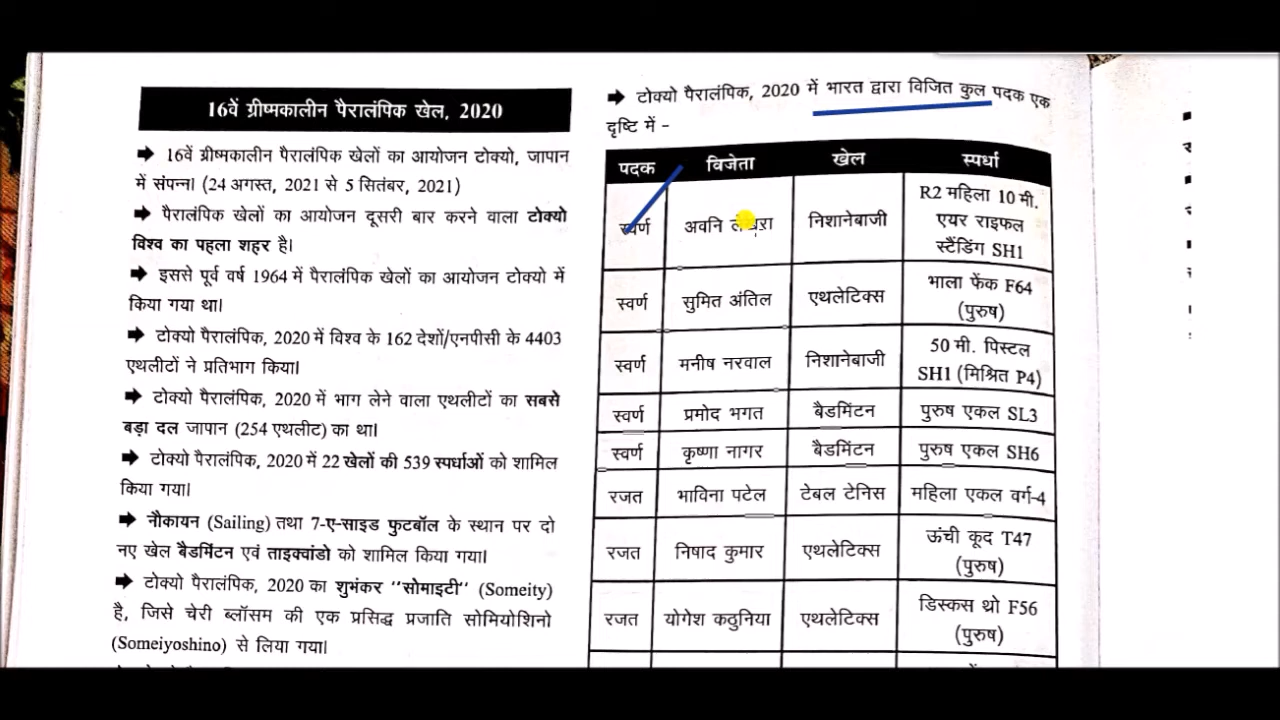 16वें ग्रीष्मकालीन पैरालंपिक खेल, 2020
➡ 16वें ग्रीष्मकालीन पैरालंपिक खेलों का आयोजन टोक्यो, जापान
में संपन्न। (24 अगस्त, 2021 से 5 सितंबर, 2021)
➡ पैरालंपिक खेलों का आयोजन दूसरी बार करने वाला टोक्यो
विश्व का पहला शहर है।
➡ इससे पूर्व वर्ष 1964 में पैरालंपिक खेलों का आयोजन टोक्यो में
किया गया था।
➡ टोक्यो पैरालंपिक, 2020 में विश्व के 162 देशों/एनपीसी के 4403
एथलीटों ने प्रतिभाग किया।
➡ टोक्यो पैरालंपिक, 2020 में भाग लेने वाला एथलीटों का सबसे
बड़ा दल जापान (254 एथलीट) का था।
➡ टोक्यो पैरालंपिक, 2020 में 22 खेलों की 539 स्पर्धाओं को शामिल
किया गया।
➡ नौकायन (Sailing) तथा 7-ए-साइड फुटबॉल के स्थान पर दो
नए खेल बैडमिंटन एवं ताइक्वांडो को शामिल किया गया।
➡ टोक्यो पैरालंपिक, 2020 का शुभंकर "सोमाइटी" (Someity)
है, जिसे चेरी ब्लॉसम की एक प्रसिद्ध प्रजाति सोमियोशिनो
(Someiyoshino) से लिया गया।
➡ टोक्यो पैरालंपिक, 2020 में भारत द्वारा विजित कुल पदक एक
दृष्टि में -
पदक विजेता खेल स्पर्धा
स्वर्ण अवनि निशानेबाजी R2 महिला 10 मी.
एयर राइफल
स्टैंडिंग SH1
स्वर्ण सुमित अंतिल एथलेटिक्स भाला फेंक F64
(पुरुष)
स्वर्ण मनीष नरवाल निशानेबाजी 50 मी. पिस्टल
SH1 (मिश्रित P4)
स्वर्ण प्रमोद भगत बैडमिंटन पुरुष एकल SL3
स्वर्ण कृष्णा नागर बैडमिंटन पुरुष एकल SH6
रजत भाविना पटेल टेबल टेनिस महिला एकल वर्ग-4
रजत निषाद कुमार एथलेटिक्स ऊंची कूद T47
(पुरुष)
रजत योगेश कठुनिया एथलेटिक्स डिस्कस थ्रो F56
(पुरुष)